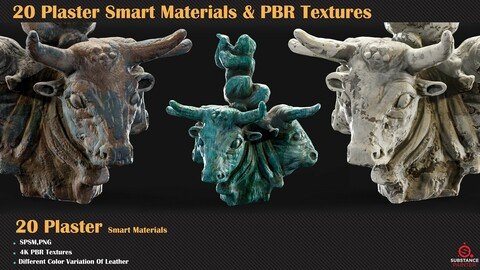 20 Plaster Smart Materials & PBR Textures
20 Plaster Smart Materials
SPSM,PNG
4K PBR Textures
Different Color Variation Of Leather
SUBSTANCE